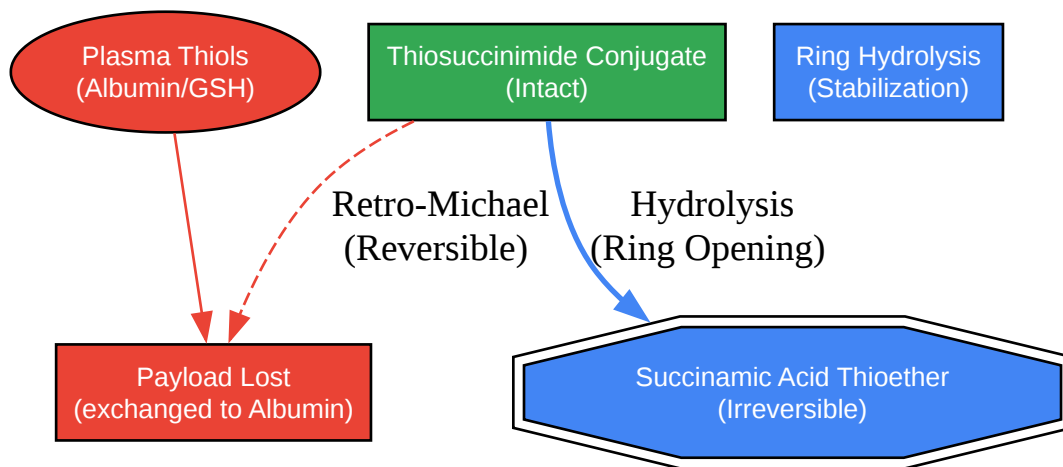 Plasma Thiols
(Albumin/GSH)
Thiosuccinimide Conjugate
(Intact)
Ring Hydrolysis
(Stabilization)
Retro-Michael
(Reversible)
Hydrolysis
(Ring Opening)
Payload Lost
(exchanged to Albumin)
Succinamic Acid Thioether
(Irreversible)